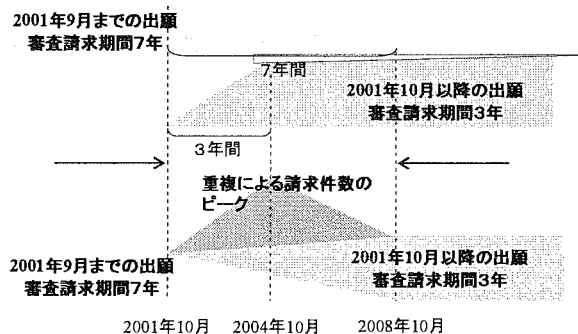 2001年9月までの出願
審査請求期間7年
7年間
2001年10月以降の出願
審査請求期間3年
3年間
重複による請求件数の
ピーク
2001年9月までの出願
審査請求期間7年
2001年10月以降の出願
審査請求期間3年
2001年10月
2004年10月
2008年10月